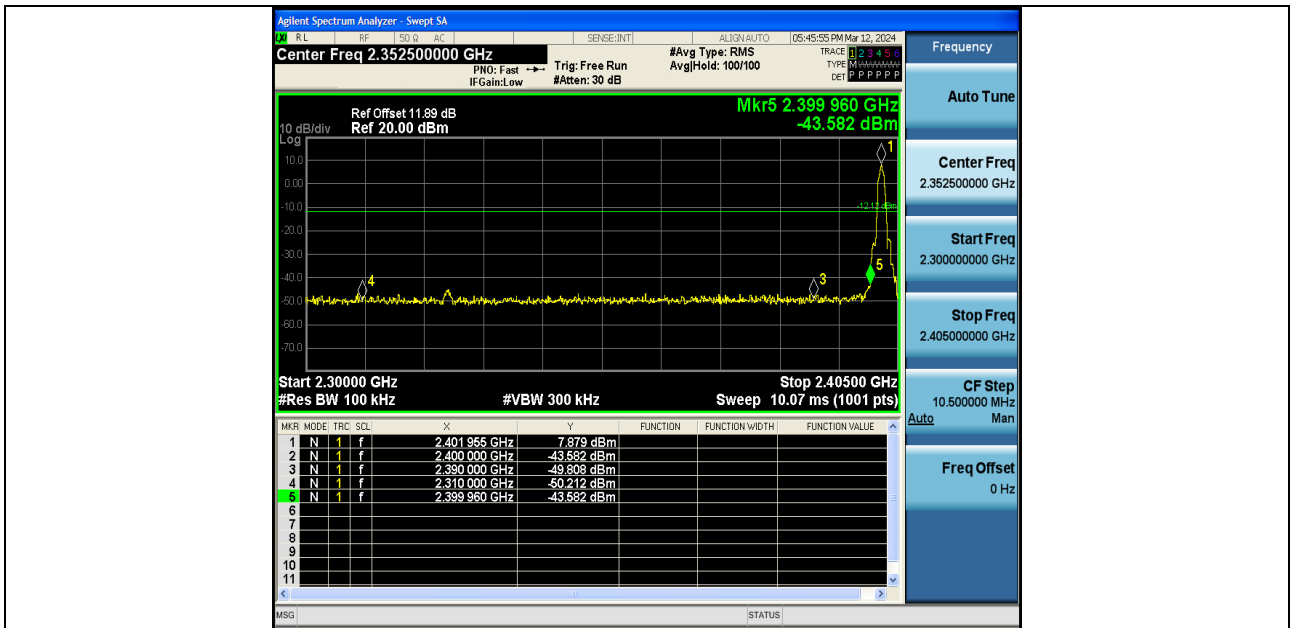 Agilent Spectrum Analyzer - Swept SA
RL RF 50 Ω AC SENSE:INT ALIGN AUTO 05:45:55 PM Mar 12, 2024
Center Freq 2.352500000 GHz
PNO: Fast
IFGain:Low
Trig: Free Run
#Atten: 30 dB
#Avg Type: RMS
Avg|Hold: 100/100
TRACE 1 2 3 4 5 6
TYPE M
DET P P P P P P
Frequency
Auto Tune
Center Freq
2.352500000 GHz
Start Freq
2.300000000 GHz
Stop Freq
2.405000000 GHz
CF Step
10.500000 MHz
Auto Man
Freq Offset
0 Hz
Mkr5 2.399 960 GHz
-43.582 dBm
Ref Offset 11.89 dB
10 dB/div Ref 20.00 dBm
Log
10.0
0.00
-10.0
-20.0
-30.0
-40.0
-50.0
-60.0
-70.0
1
-12.12 dBm
5
3
4
Start 2.30000 GHz Stop 2.40500 GHz
#Res BW 100 kHz #VBW 300 kHz Sweep 10.07 ms (1001 pts)
MKR MODE TRC SCL X Y FUNCTION FUNCTION WIDTH FUNCTION VALUE
1 N 1 f 2.401 955 GHz 7.879 dBm
2 N 1 f 2.400 000 GHz -43.582 dBm
3 N 1 f 2.390 000 GHz -49.808 dBm
4 N 1 f 2.310 000 GHz -50.212 dBm
5 N 1 f 2.399 960 GHz -43.582 dBm
6
7
8
9
10
11
MSG STATUS